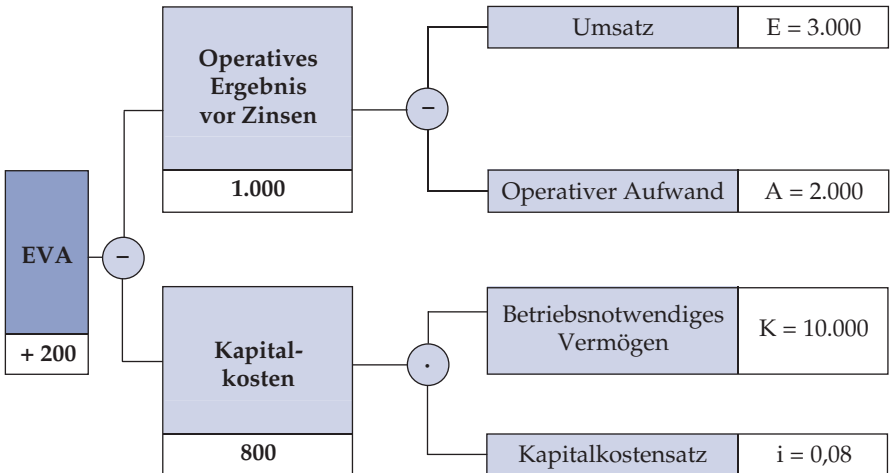 Operatives
Ergebnis
vor Zinsen
1.000
−
Umsatz
E = 3.000
Operativer Aufwand
A = 2.000
EVA
+ 200
−
Kapital-
kosten
800
·
Betriebsnotwendiges
Vermögen
K = 10.000
Kapitalkostensatz
i = 0,08